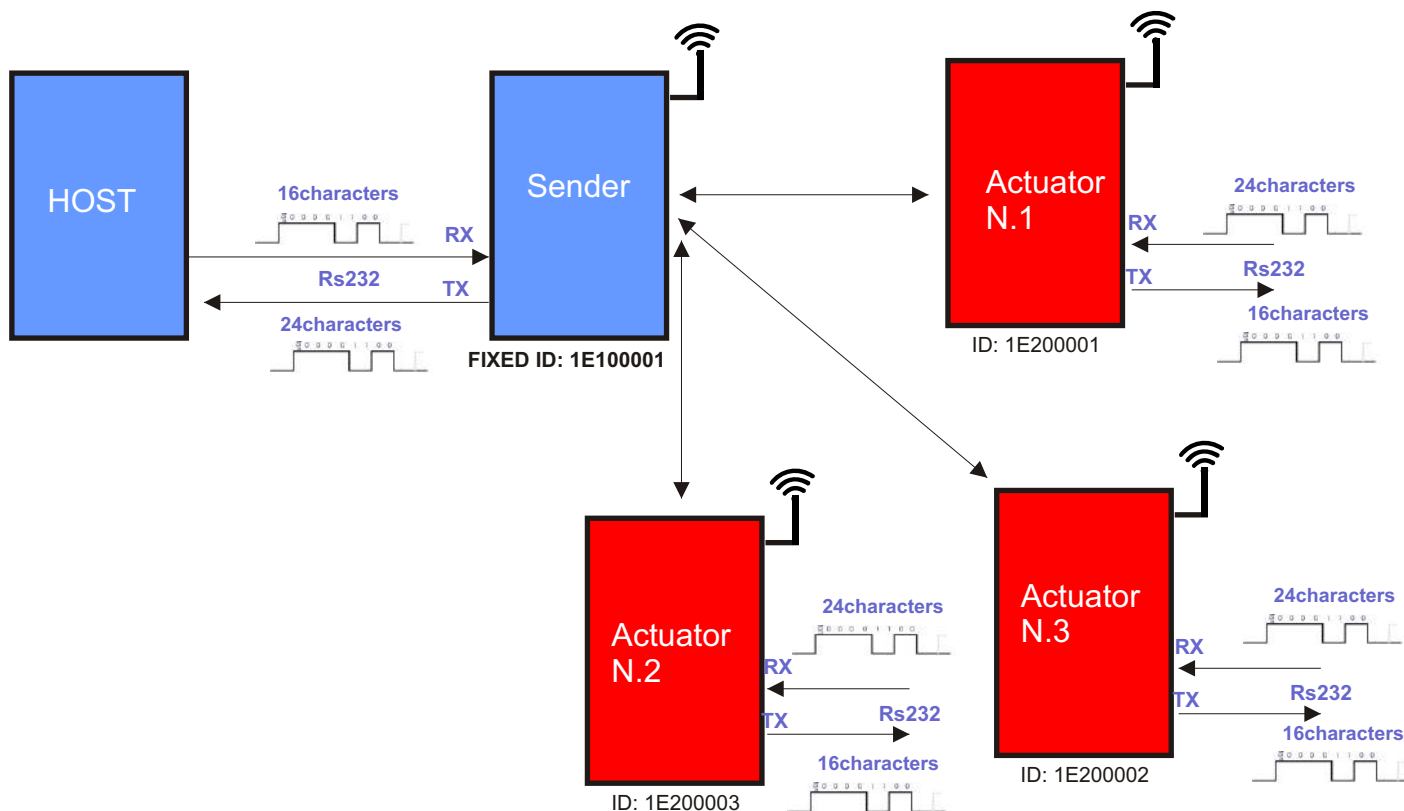 HOST
16characters
RX
Rs232
TX
24characters
Sender
FIXED ID: 1E100001
Actuator
N.1
24characters
RX
TX
Rs232
16characters
ID: 1E200001
Actuator
N.2
24characters
RX
TX
Rs232
16characters
ID: 1E200003
Actuator
N.3
24characters
RX
TX
Rs232
16characters
ID: 1E200002